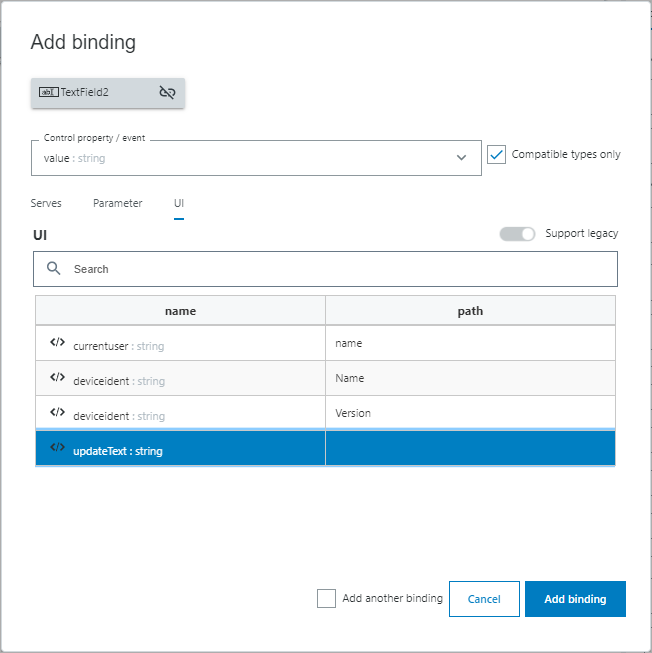 Add binding
abI TextField2
Control property / event
value : string
Compatible types only
Serves Parameter UI
UI
Support legacy
Search
name path
</> currentuser : string name
</> deviceident : string Name
</> deviceident : string Version
</> updateText : string
Add another binding Cancel Add binding